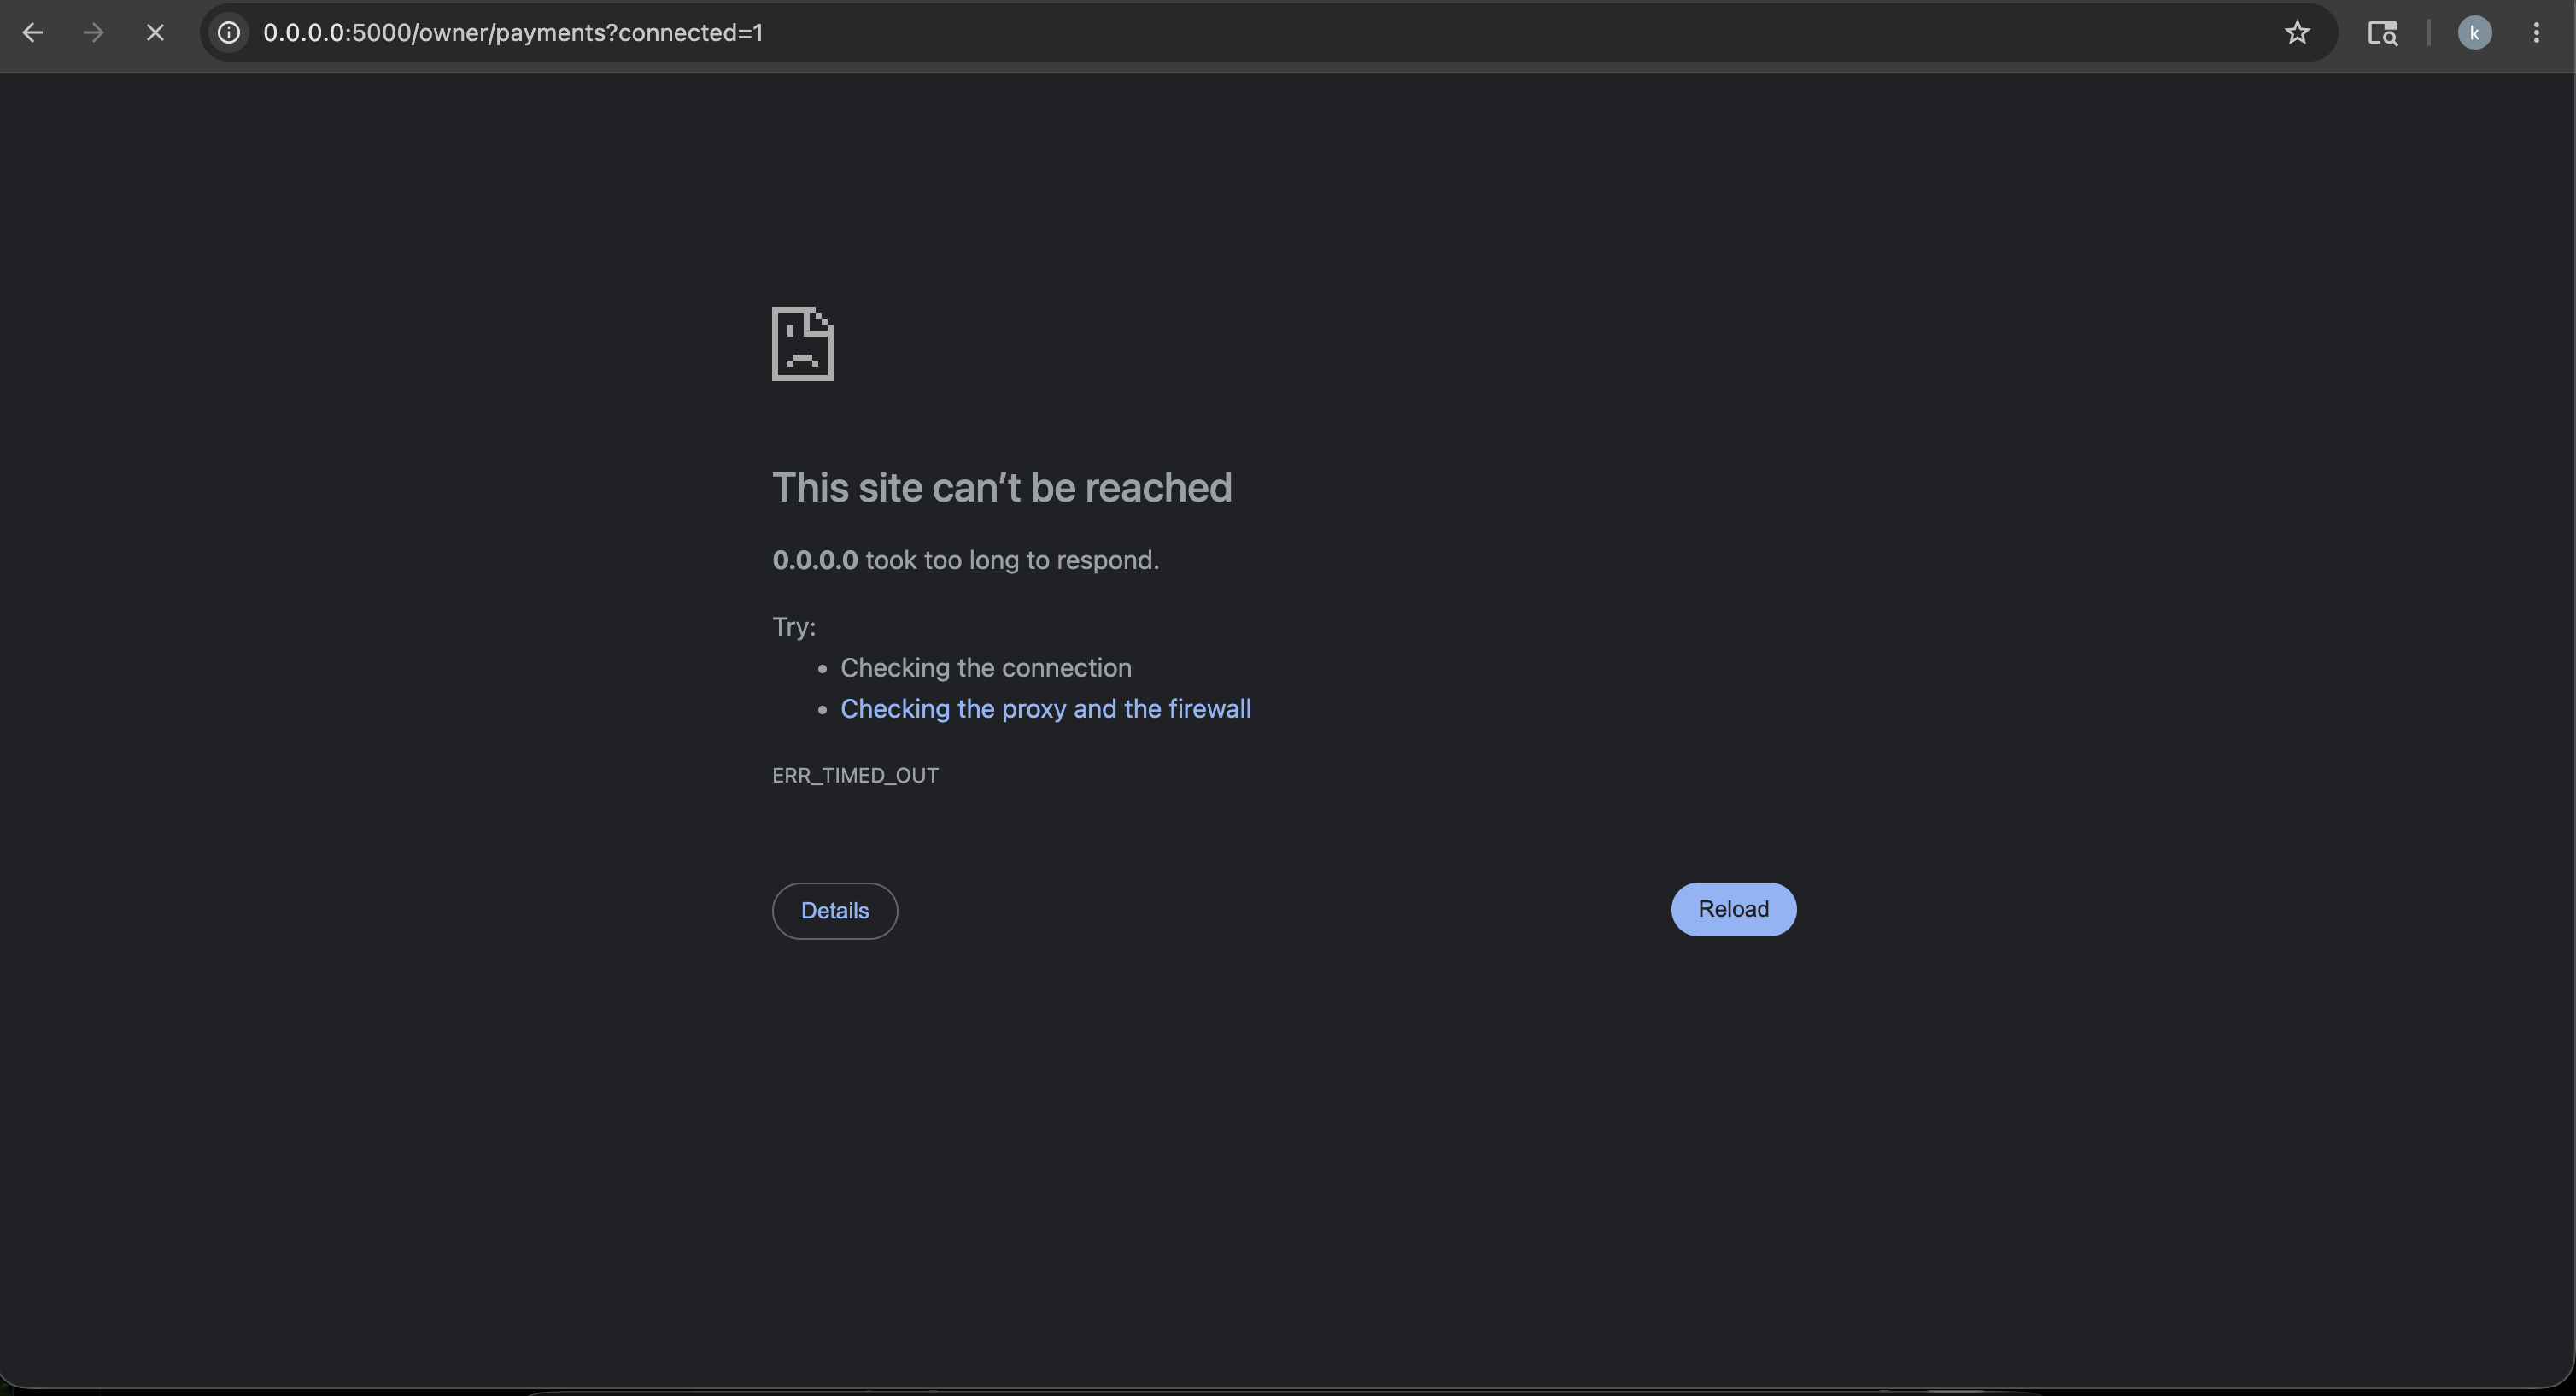 0.0.0.0:5000/owner/payments?connected=1
k
This site can’t be reached
0.0.0.0 took too long to respond.
Try:
• Checking the connection
• Checking the proxy and the firewall
ERR_TIMED_OUT
Details
Reload